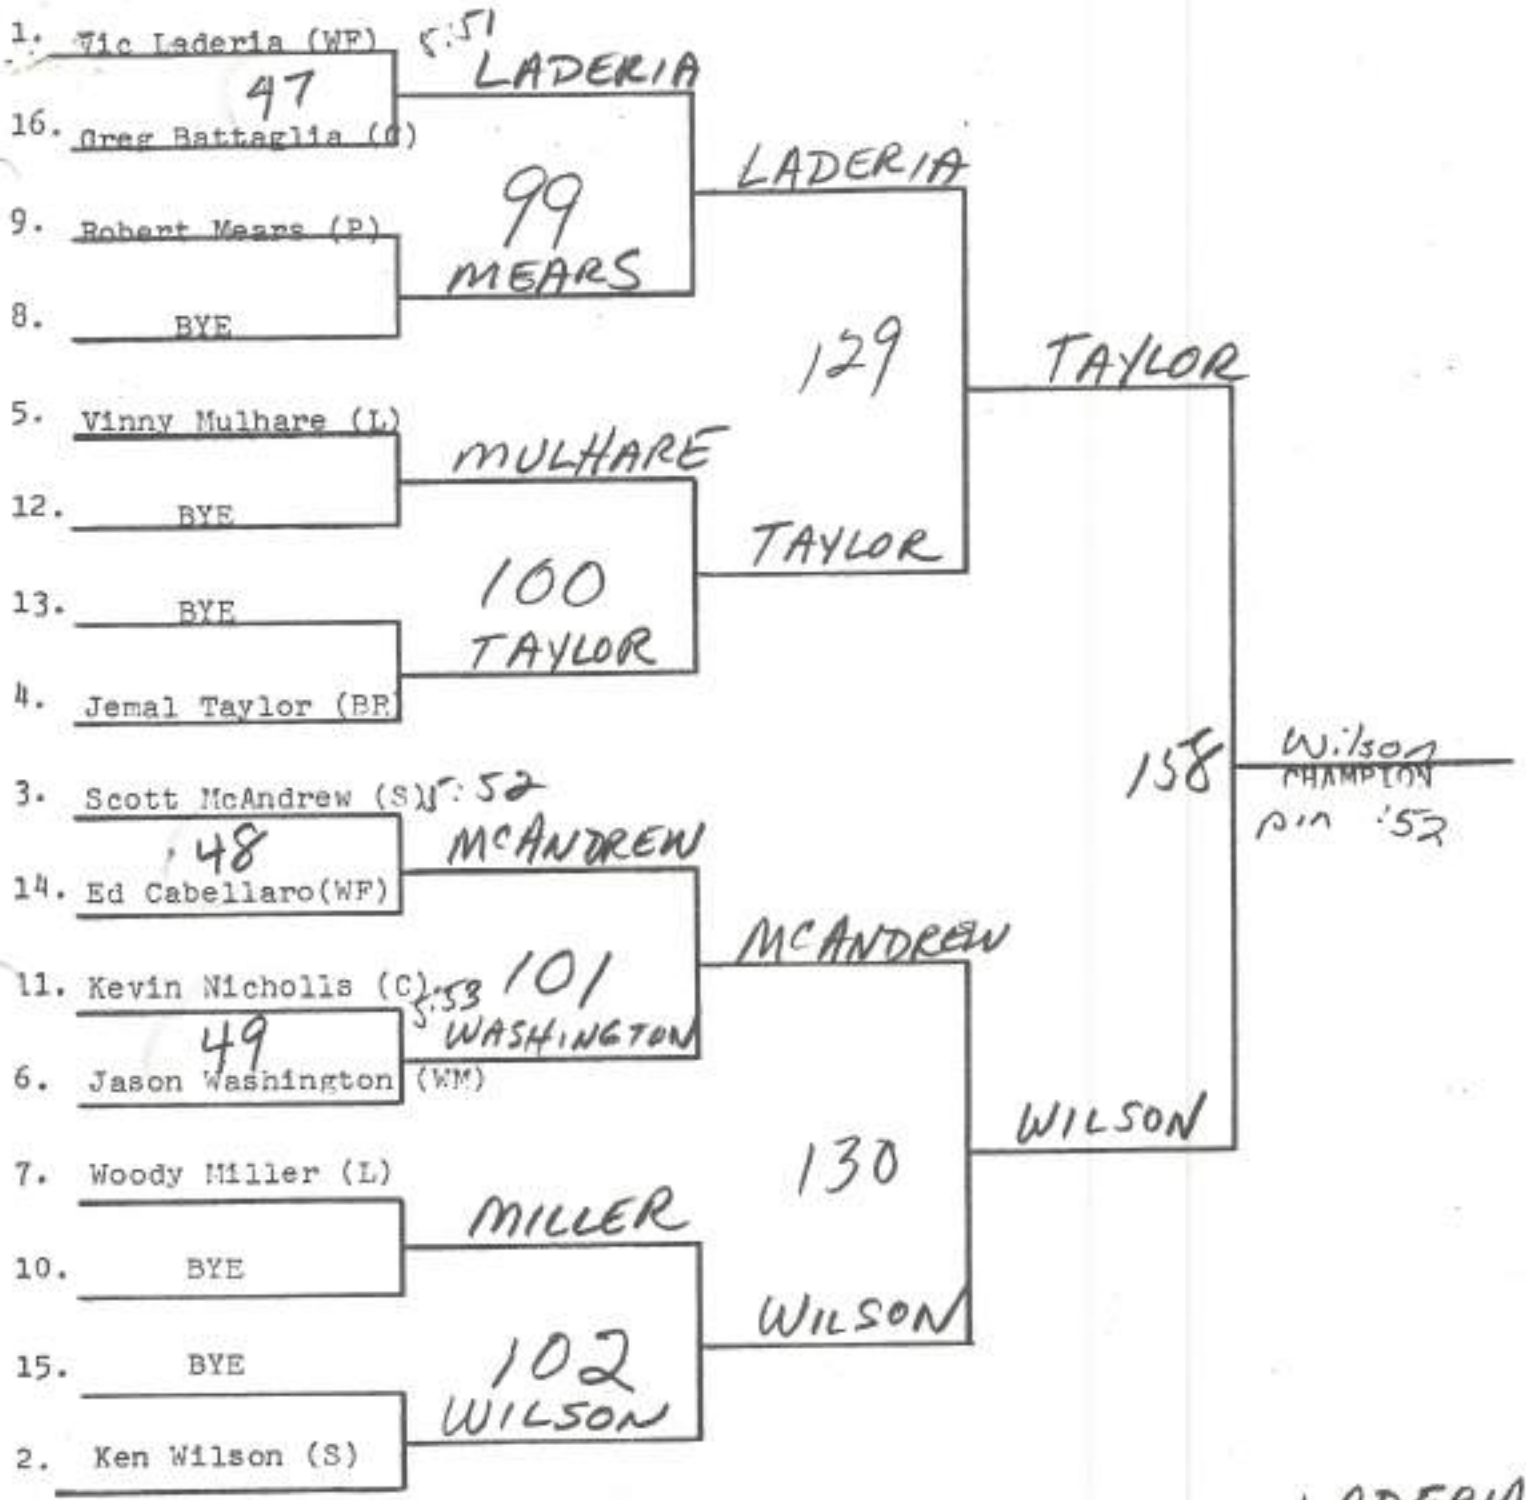 1. Vic Laderia (WF)
5:51
LADERIA
47
16. Greg Battaglia (C)
LADERIA
99
9. Robert Mears (P)
MEARS
8. BYE
129
TAYLOR
5. Vinny Mulhare (L)
MULHARE
12. BYE
TAYLOR
100
13. BYE
TAYLOR
4. Jemal Taylor (BR
158
Wilson
CHAMPION
pin :52
3. Scott McAndrew (S)
5:52
McANDREW
48
14. Ed Cabellaro(WF)
McANDREW
101
11. Kevin Nicholls (C)
5:53
49
WASHINGTON
6. Jason Washington (WM)
WILSON
130
7. Woody Miller (L)
MILLER
10. BYE
WILSON
102
15. BYE
WILSON
2. Ken Wilson (S)
LADERIA